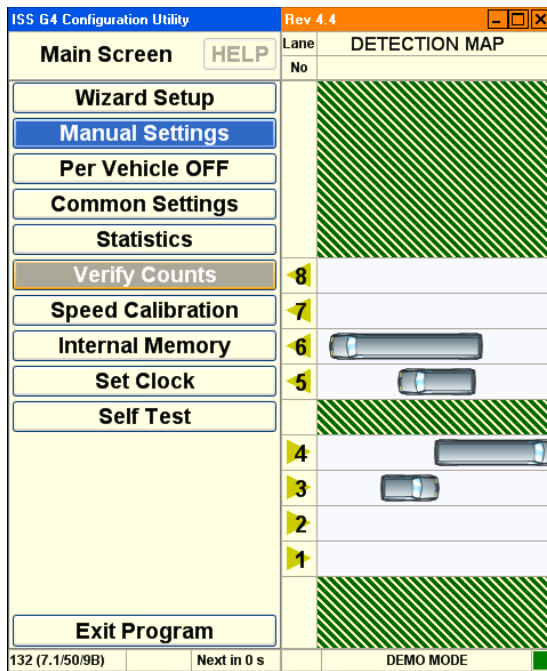 ISS G4 Configuration Utility
Rev 4.4
Main Screen
HELP
Lane
No
DETECTION MAP
Wizard Setup
Manual Settings
Per Vehicle OFF
Common Settings
Statistics
Verify Counts
Speed Calibration
Internal Memory
Set Clock
Self Test
8
7
6
5
4
3
2
1
Exit Program
132 (7.1/50/9B)
Next in 0 s
DEMO MODE